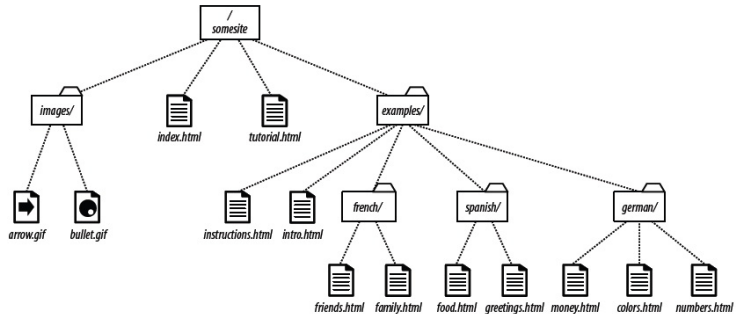 /
somesite
images/
index.html
tutorial.html
examples/
arrow.gif
bullet.gif
instructions.html
intro.html
french/
spanish/
german/
friends.html
family.html
food.html
greetings.html
money.html
colors.html
numbers.html